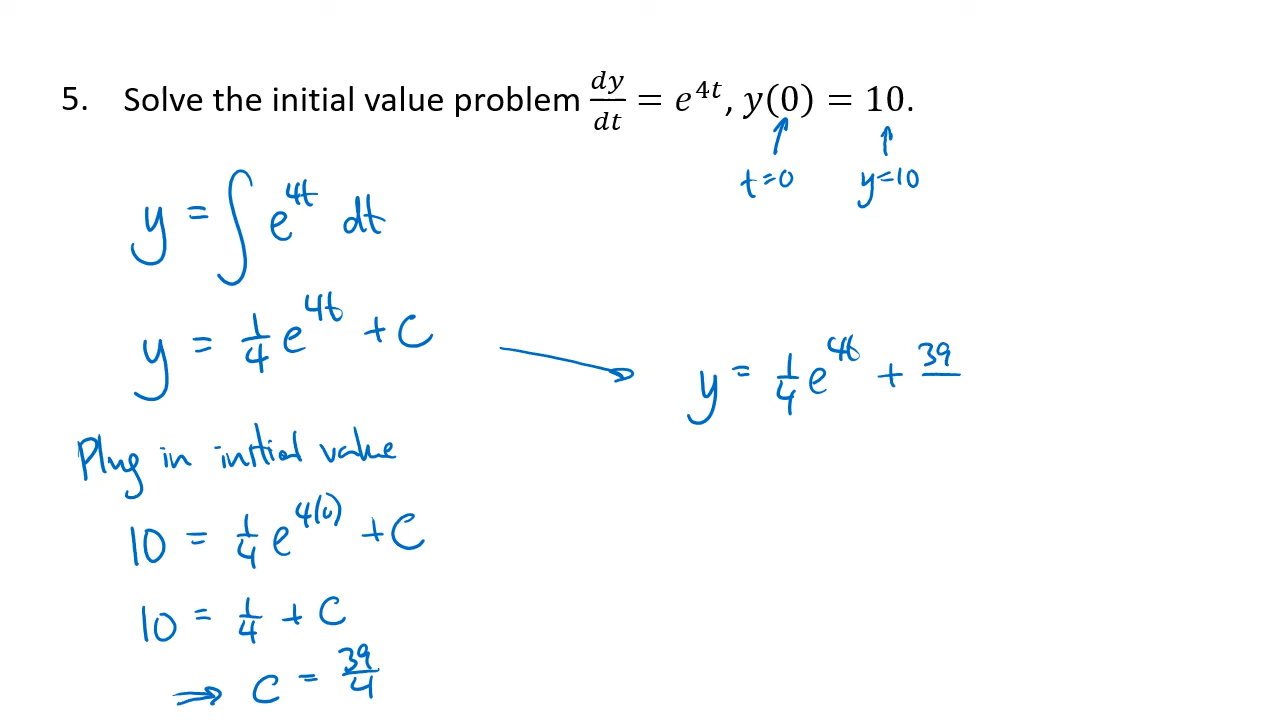 5. Solve the initial value problem dy/dt = e^{4t}, y(0) = 10.
t=0 y=10
y = ∫ e^{4t} dt
y = 1/4 e^{4t} + C
y = 1/4 e^{4t} + 39/
Plug in initial value
10 = 1/4 e^{4(0)} + C
10 = 1/4 + C
⇒ C = 39/4